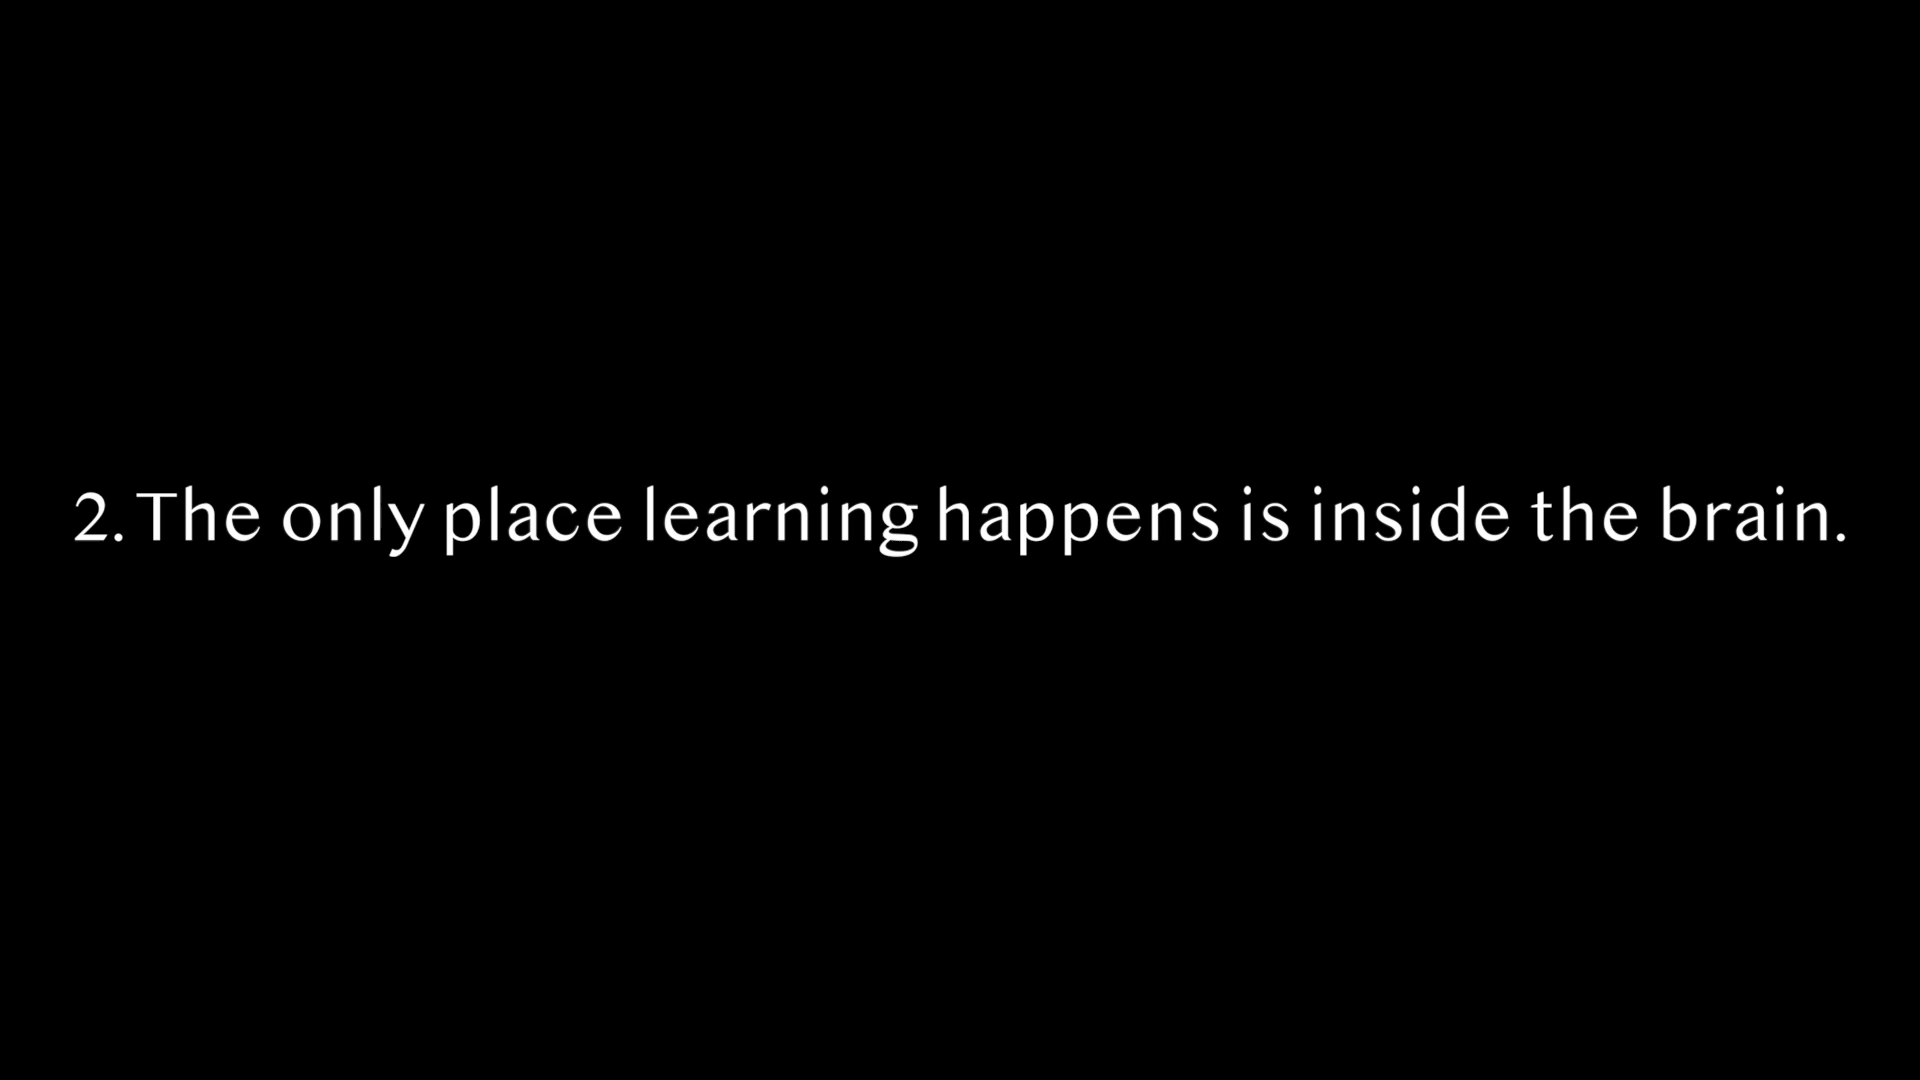 2. The only place learning happens is inside the brain.